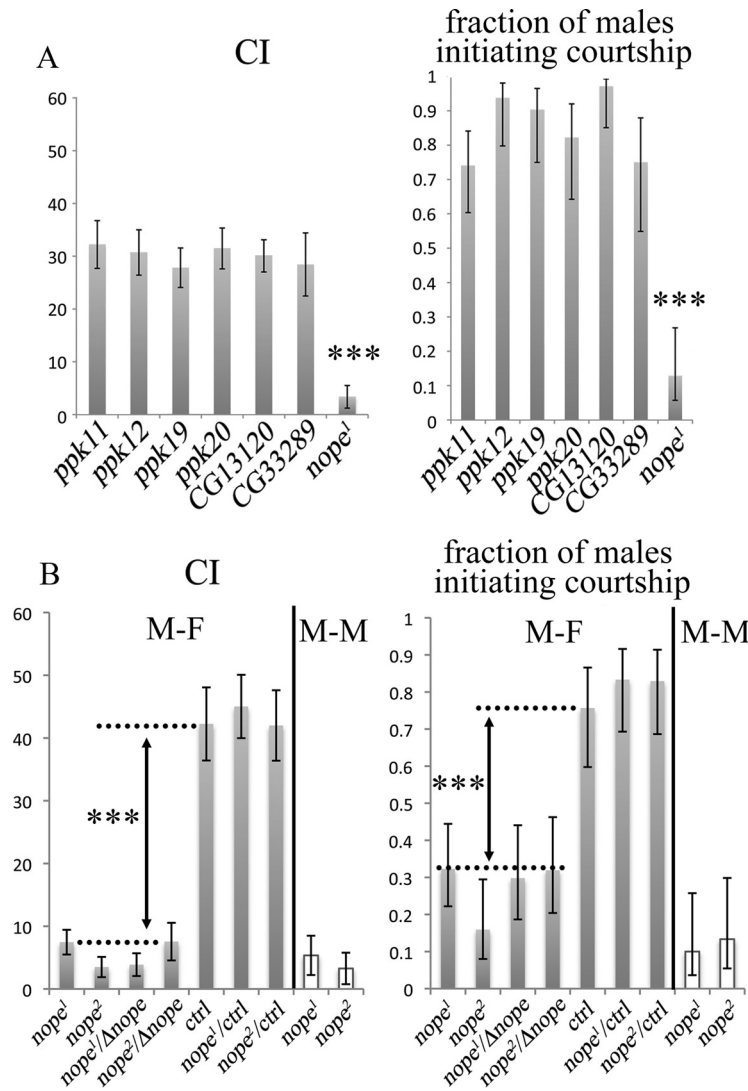 A
CI
60
50
40
30
20
10
0
***
ppk11
ppk12
ppk19
ppk20
CG13120
CG33289
nope¹
fraction of males
initiating courtship
1
0.9
0.8
0.7
0.6
0.5
0.4
0.3
0.2
0.1
0
***
ppk11
ppk12
ppk19
ppk20
CG13120
CG33289
nope¹
B
CI
60
50
40
30
20
10
0
M-F
M-M
***
nope¹
nope²
nope¹/Δnope
nope²/Δnope
ctrl
nope¹/ctrl
nope²/ctrl
nope¹
nope²
fraction of males
initiating courtship
1
0.9
0.8
0.7
0.6
0.5
0.4
0.3
0.2
0.1
0
M-F
M-M
***
nope¹
nope²
nope¹/Δnope
nope²/Δnope
ctrl
nope¹/ctrl
nope²/ctrl
nope¹
nope²